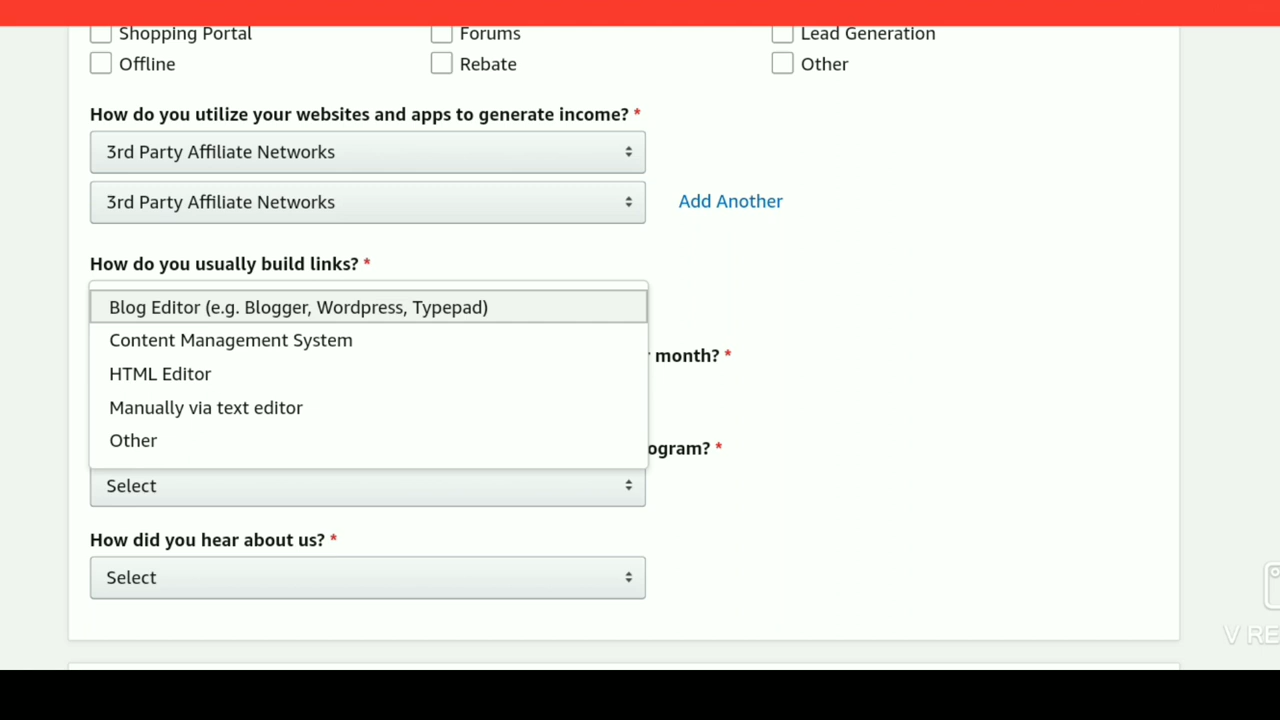 Shopping Portal Forums Lead Generation
Offline Rebate Other
How do you utilize your websites and apps to generate income? *
3rd Party Affiliate Networks
3rd Party Affiliate Networks Add Another
How do you usually build links? *
Blog Editor (e.g. Blogger, Wordpress, Typepad)
Content Management System
month? *
HTML Editor
Manually via text editor
Other
ogram? *
Select
How did you hear about us? *
Select
V RE